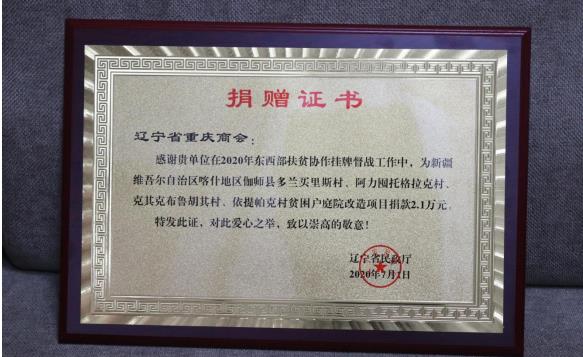 捐赠证书
辽宁省重庆商会：
感谢贵单位在2020年东西部扶贫协作挂牌督战工作中，为新疆
维吾尔自治区喀什地区伽师县多兰买里斯村、阿力囤托格拉克村、
克其克布鲁胡其村、依提帕克村贫困户庭院改造项目捐款2.1万元。
特发此证，对此爱心之举，致以崇高的敬意！
辽宁省民政厅
2020年7月1日